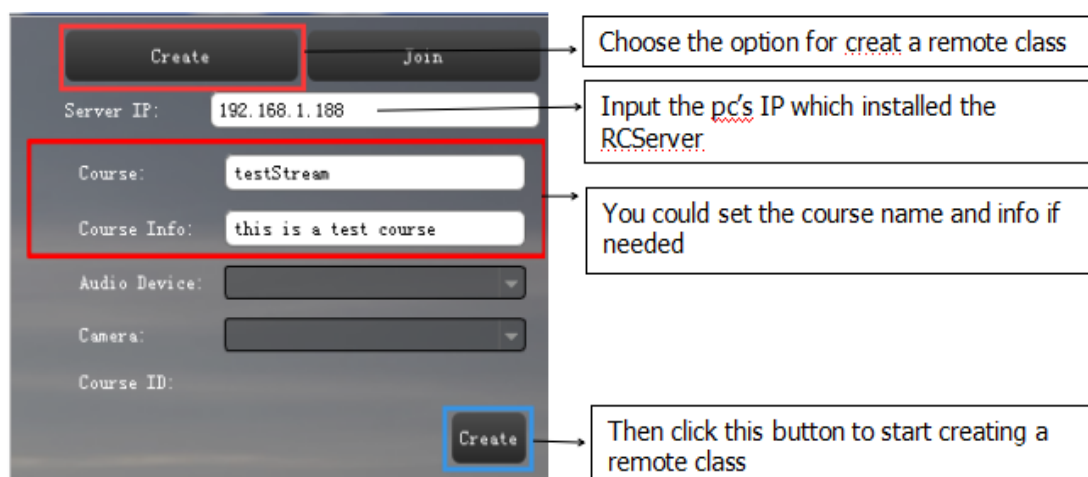 Create
Join
Choose the option for creat a remote class
Server IP:
192.168.1.188
Input the pc's IP which installed the
RCServer
Course:
testStream
Course Info:
this is a test course
You could set the course name and info if
needed
Audio Device:
Camera:
Course ID:
Create
Then click this button to start creating a
remote class